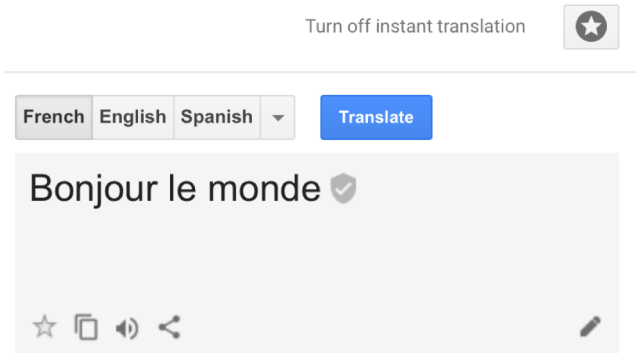 Turn off instant translation
French English Spanish
Translate
Bonjour le monde